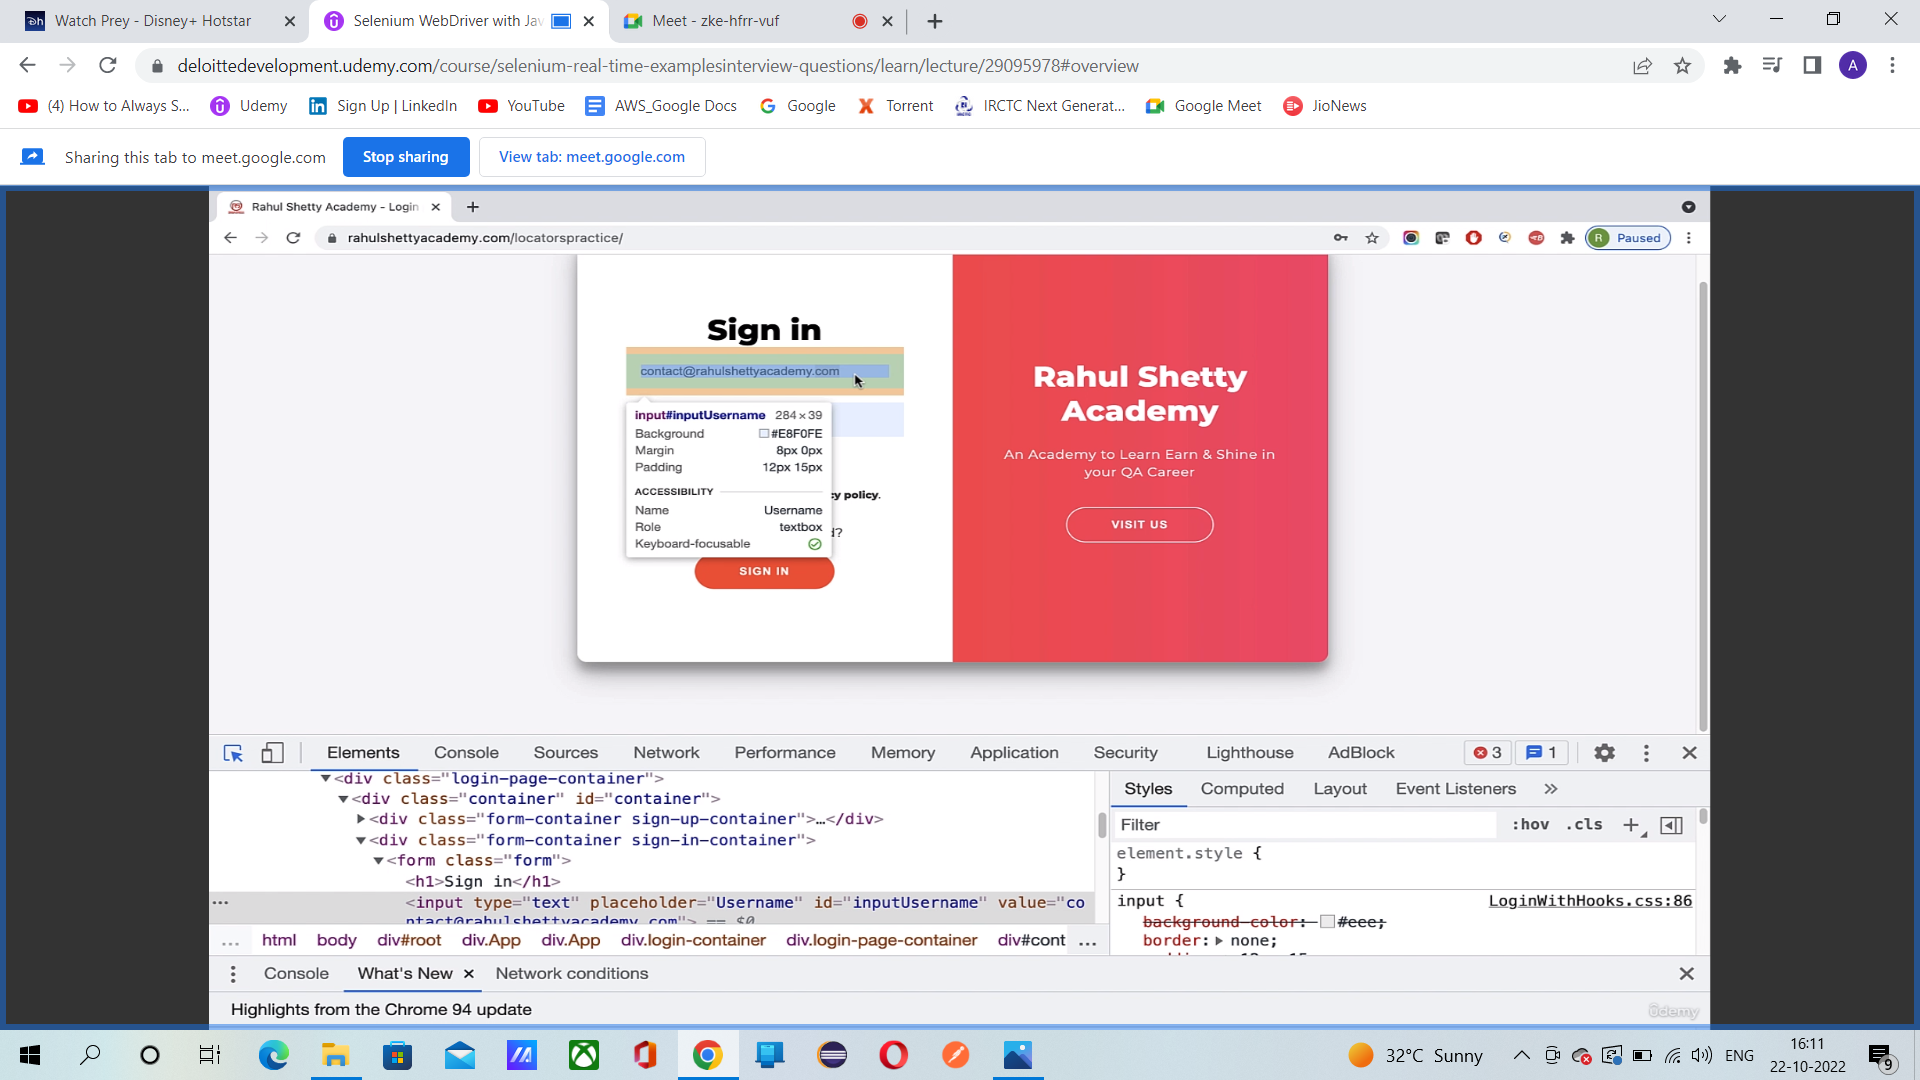 Watch Prey - Disney+ Hotstar
Selenium WebDriver with Jav
Meet - zke-hfrr-vuf
deloittedevelopment.udemy.com/course/selenium-real-time-examplesinterview-questions/learn/lecture/29095978#overview
A
(4) How to Always S...
Udemy
Sign Up | LinkedIn
YouTube
AWS_Google Docs
Google
Torrent
IRCTC Next Generat...
Google Meet
JioNews
Sharing this tab to meet.google.com
Stop sharing
View tab: meet.google.com
Rahul Shetty Academy - Login
rahulshettyacademy.com/locatorspractice/
R Paused
Sign in
contact@rahulshettyacademy.com
input#inputUsername 284×39
Background #E8F0FE
Margin 8px 0px
Padding 12px 15px
ACCESSIBILITY
Name Username
Role textbox
Keyboard-focusable
cy policy.
d?
SIGN IN
Rahul Shetty
Academy
An Academy to Learn Earn & Shine in
your QA Career
VISIT US
Elements Console Sources Network Performance Memory Application Security Lighthouse AdBlock 3 1
<div class="login-page-container">
<div class="container" id="container">
<div class="form-container sign-up-container">…</div>
<div class="form-container sign-in-container">
<form class="form">
<h1>Sign in</h1>
<input type="text" placeholder="Username" id="inputUsername" value="co
ntact@rahulshettyacademy.com"> == $0
... html body div#root div.App div.App div.login-container div.login-page-container div#cont ...
Styles Computed Layout Event Listeners »
Filter :hov .cls
element.style {
}
input { LoginWithHooks.css:86
background-color: #eee;
border: none;
Console What's New Network conditions
Highlights from the Chrome 94 update
ûdemy
32°C Sunny
ENG
16:11
22-10-2022
9